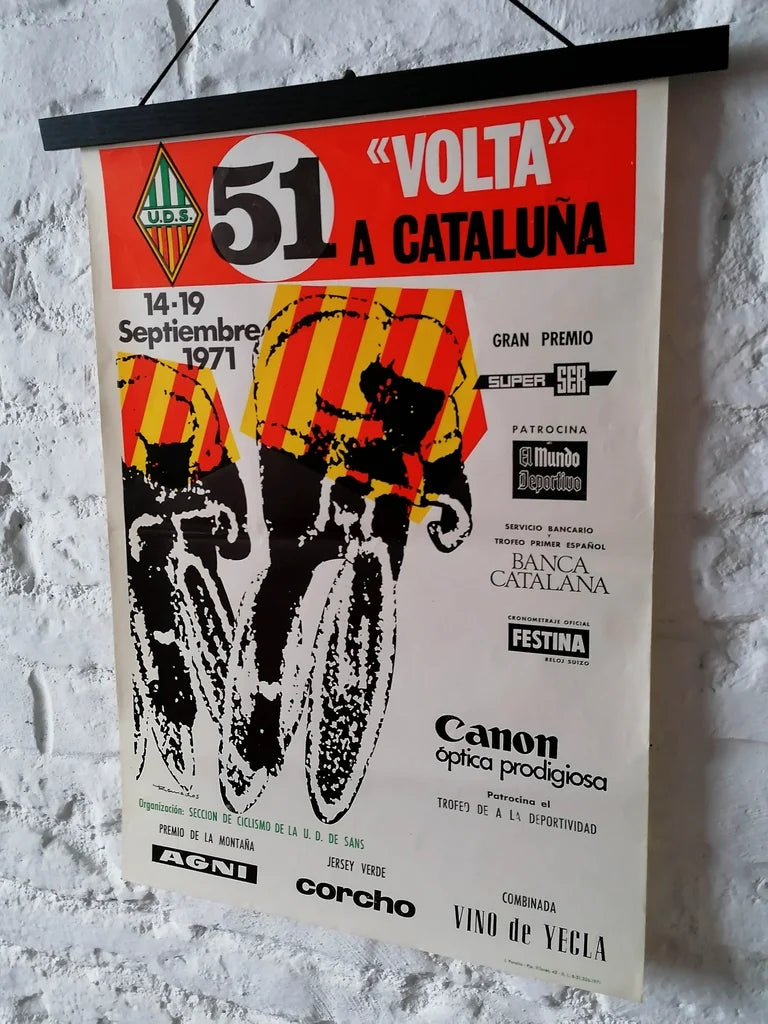 U.D.S.
51
«VOLTA»
A CATALUÑA
14-19
Septiembre
1971
GRAN PREMIO
SUPER SER
PATROCINA
El Mundo
Deportivo
SERVICIO BANCARIO
Y
TROFEO PRIMER ESPAÑOL
BANCA
CATALANA
CRONOMETRAJE OFICIAL
FESTINA
RELOJ SUIZO
Canon
óptica prodigiosa
Patrocina el
TROFEO DE A LA DEPORTIVIDAD
Organización: SECCION DE CICLISMO DE LA U. D. DE SANS
PREMIO DE LA MONTAÑA
AGNI
JERSEY VERDE
corcho
COMBINADA
VINO de YECLA